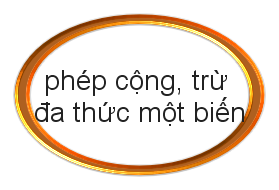 phép cộng, trừ
đa thức một biến